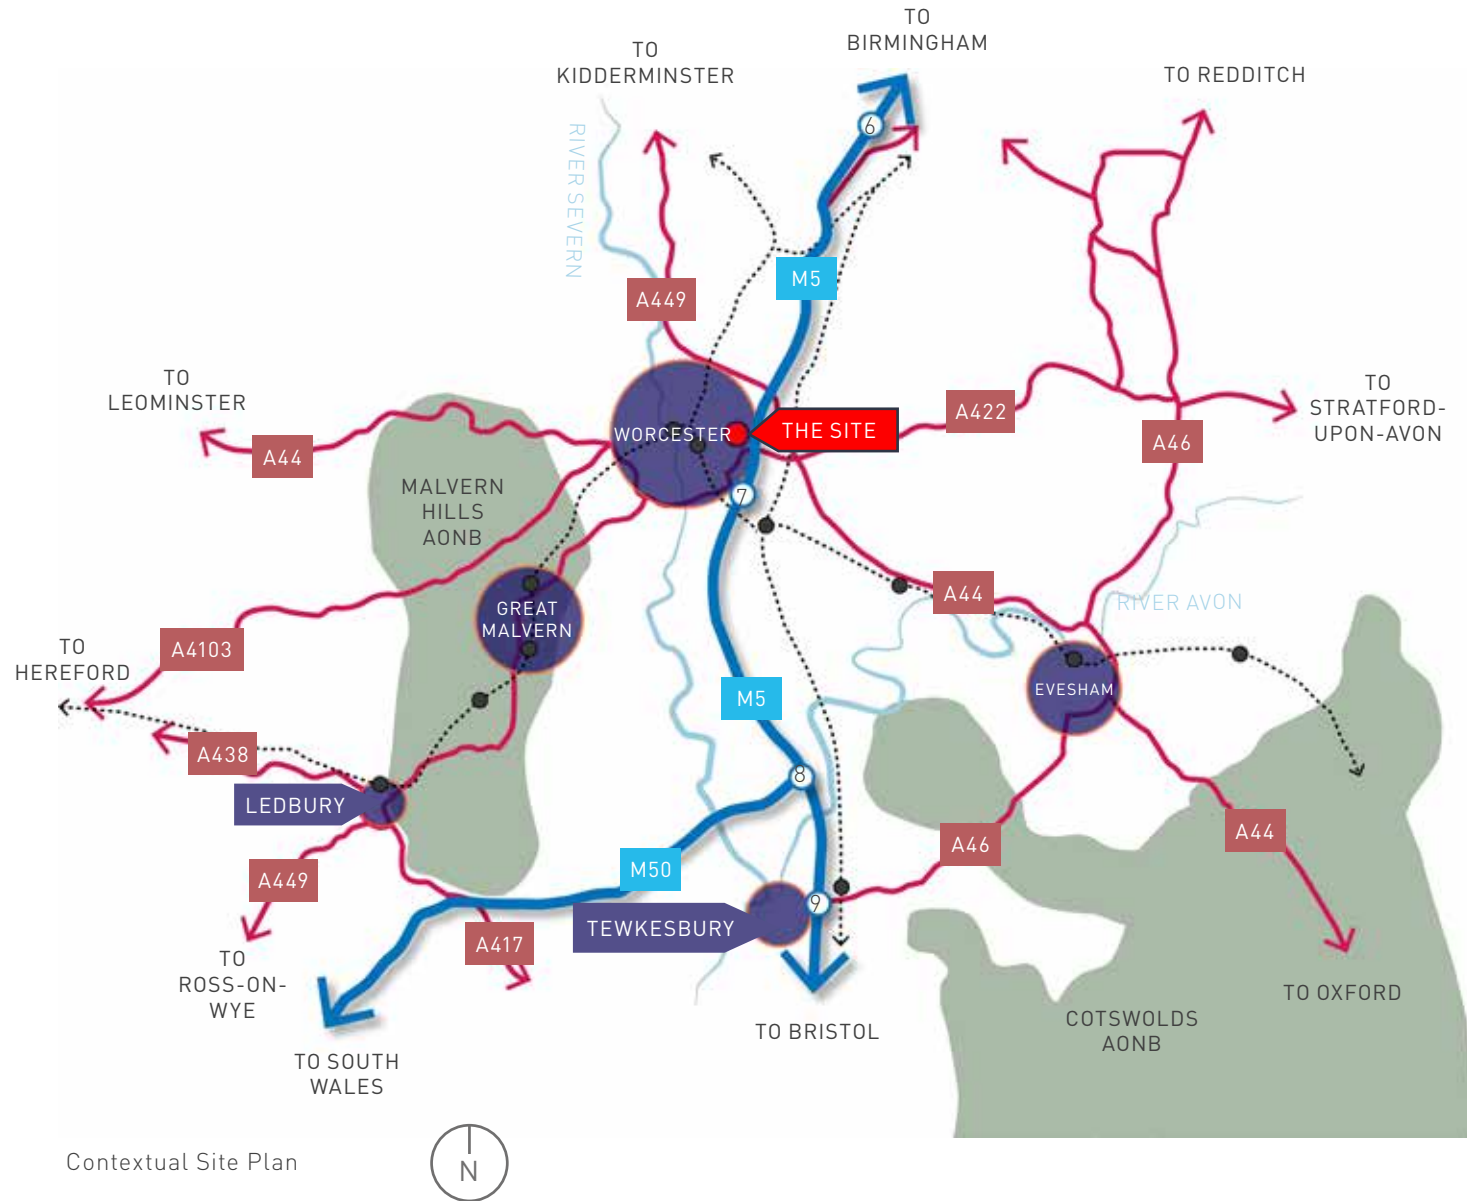 TO
BIRMINGHAM
TO
KIDDERMINSTER
TO REDDITCH
6
RIVER SEVERN
M5
A449
TO
LEOMINSTER
TO
STRATFORD-
UPON-AVON
A422
A46
A44
WORCESTER
THE SITE
MALVERN
HILLS
AONB
7
A44
RIVER AVON
GREAT
MALVERN
A4103
TO
HEREFORD
EVESHAM
M5
A438
8
LEDBURY
A46
A44
M50
A449
9
TEWKESBURY
A417
TO
ROSS-ON-
WYE
TO OXFORD
COTSWOLDS
AONB
TO BRISTOL
TO SOUTH
WALES
Contextual Site Plan
N